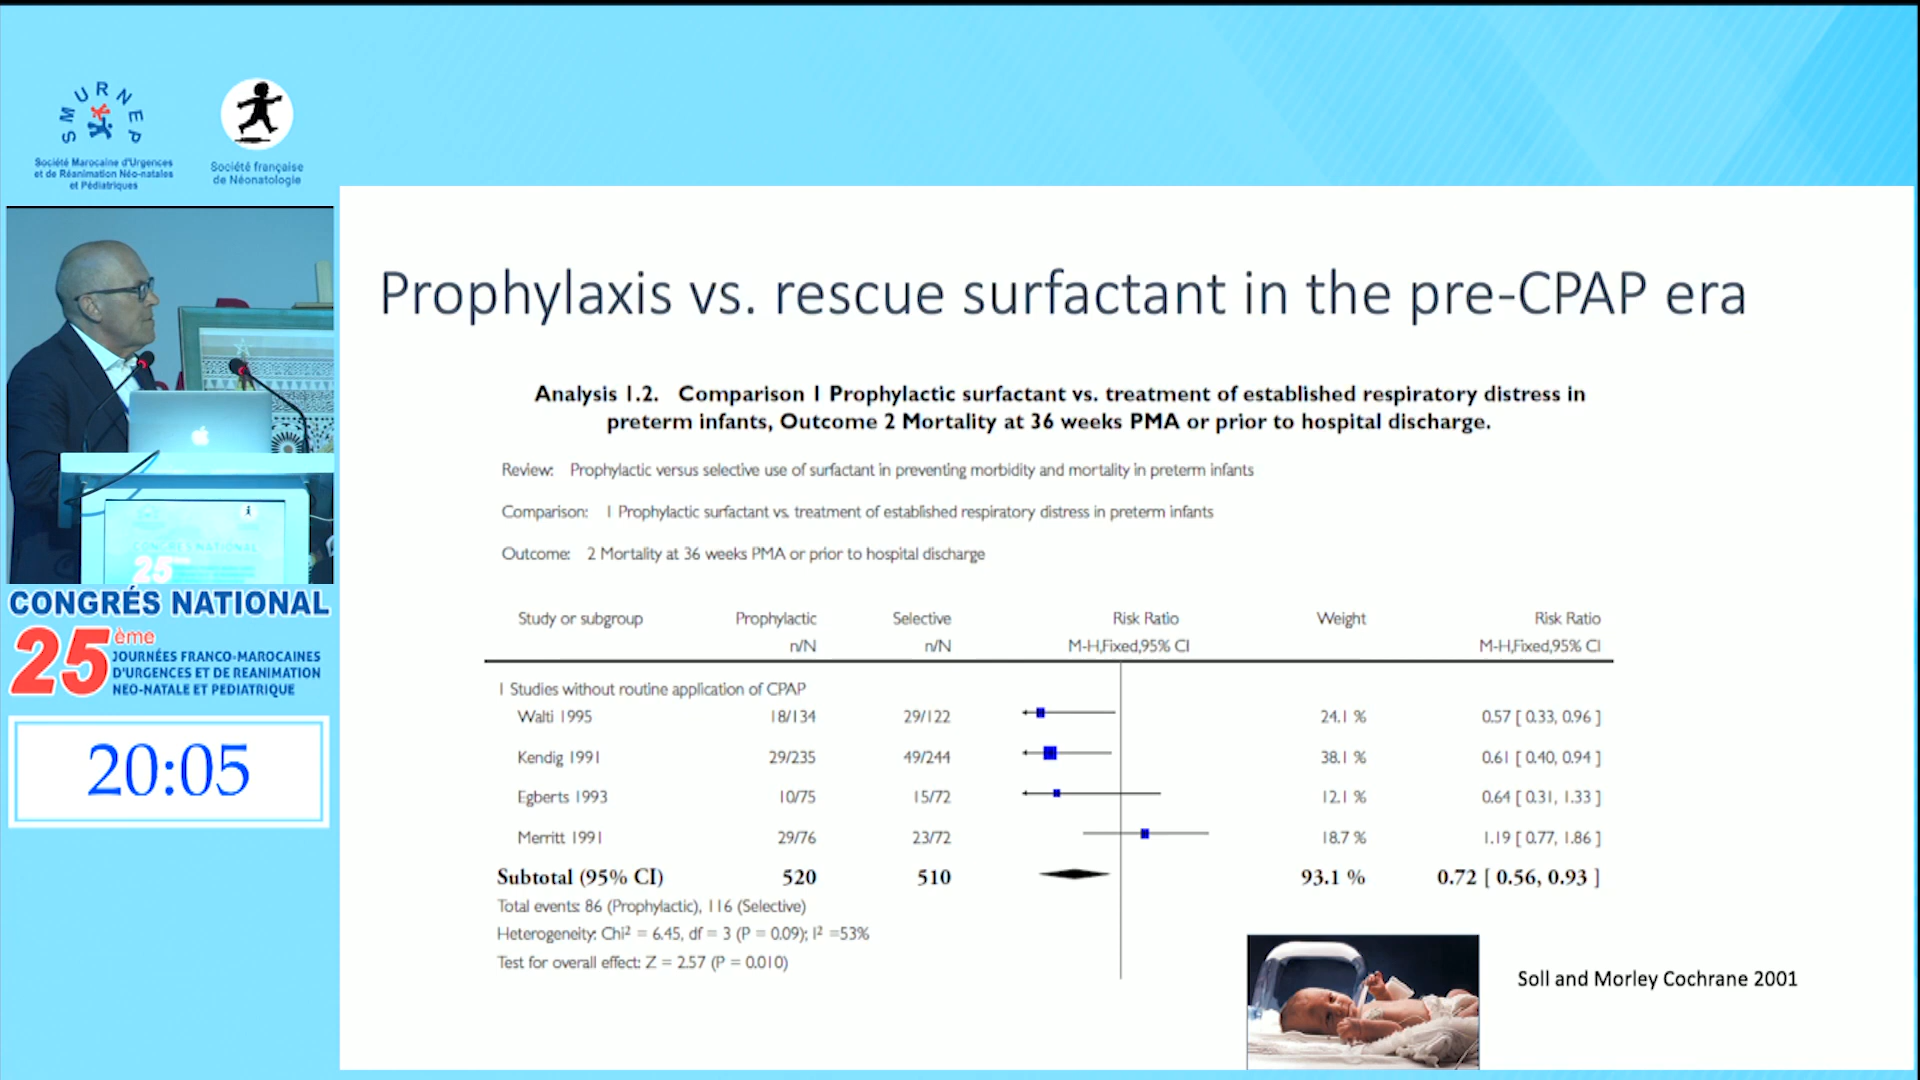 SMURNEP
Société Marocaine d'Urgences
et de Réanimation Néo-natales
et Pédiatriques
Société française
de Néonatologie
CONGRÉS NATIONAL
25ème
JOURNÉES FRANCO-MAROCAINES
D'URGENCES ET DE REANIMATION
NEO-NATALE ET PEDIATRIQUE
20:05
Prophylaxis vs. rescue surfactant in the pre-CPAP era
Analysis 1.2. Comparison 1 Prophylactic surfactant vs. treatment of established respiratory distress in
preterm infants, Outcome 2 Mortality at 36 weeks PMA or prior to hospital discharge.
Review: Prophylactic versus selective use of surfactant in preventing morbidity and mortality in preterm infants
Comparison: 1 Prophylactic surfactant vs. treatment of established respiratory distress in preterm infants
Outcome: 2 Mortality at 36 weeks PMA or prior to hospital discharge
Study or subgroup Prophylactic Selective Risk Ratio Weight Risk Ratio
n/N n/N M-H,Fixed,95% CI M-H,Fixed,95% CI
1 Studies without routine application of CPAP
Walti 1995 18/134 29/122 24.1 % 0.57 [ 0.33, 0.96 ]
Kendig 1991 29/235 49/244 38.1 % 0.61 [ 0.40, 0.94 ]
Egberts 1993 10/75 15/72 12.1 % 0.64 [ 0.31, 1.33 ]
Merritt 1991 29/76 23/72 18.7 % 1.19 [ 0.77, 1.86 ]
Subtotal (95% CI) 520 510 93.1 % 0.72 [ 0.56, 0.93 ]
Total events: 86 (Prophylactic), 116 (Selective)
Heterogeneity: Chi² = 6.45, df = 3 (P = 0.09); I² =53%
Test for overall effect: Z = 2.57 (P = 0.010)
Soll and Morley Cochrane 2001
CONGRÉS NATIONAL
25